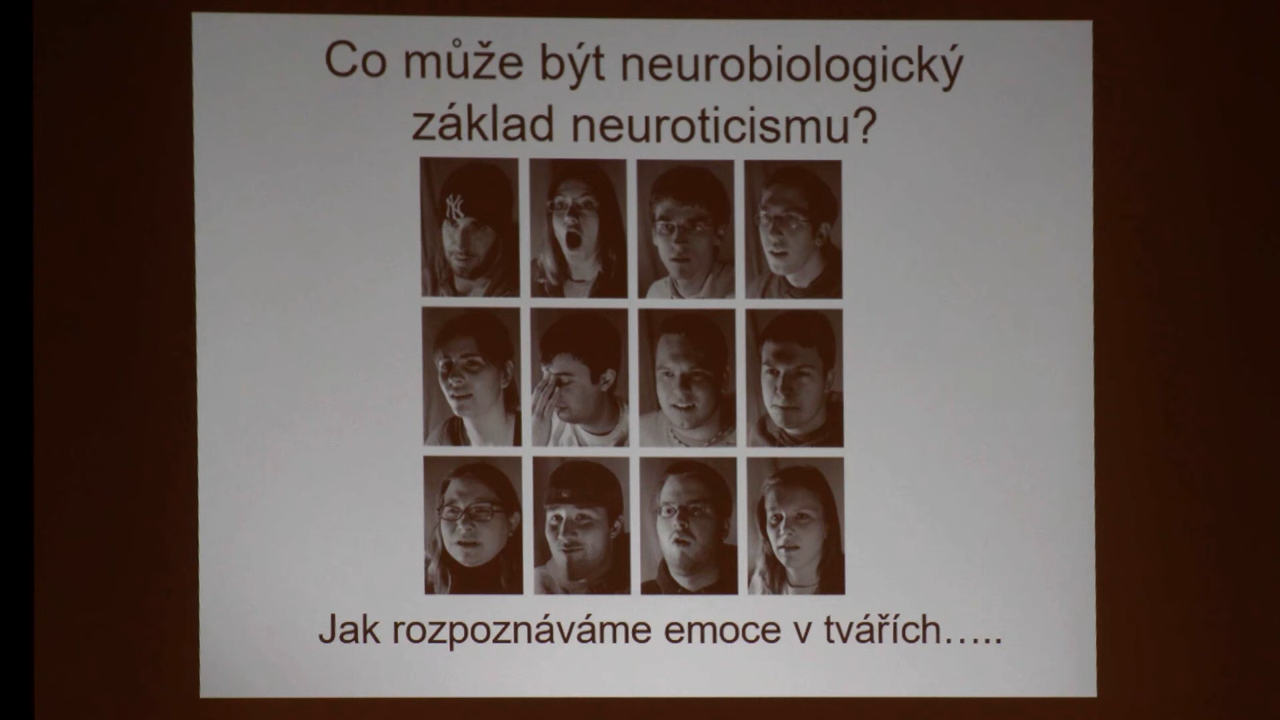 Co může být neurobiologický
základ neuroticismu?
NY
Jak rozpoznáváme emoce v tvářích…..